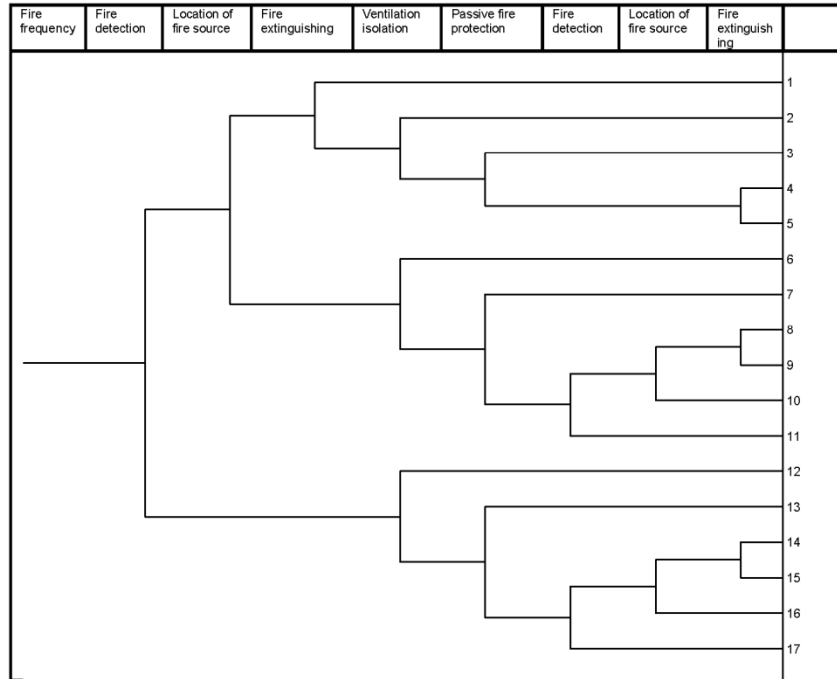 Fire
frequency
Fire
detection
Location of
fire source
Fire
extinguishing
Ventilation
isolation
Passive fire
protection
Fire
detection
Location of
fire source
Fire
extinguish
ing
1
2
3
4
5
6
7
8
9
10
11
12
13
14
15
16
17